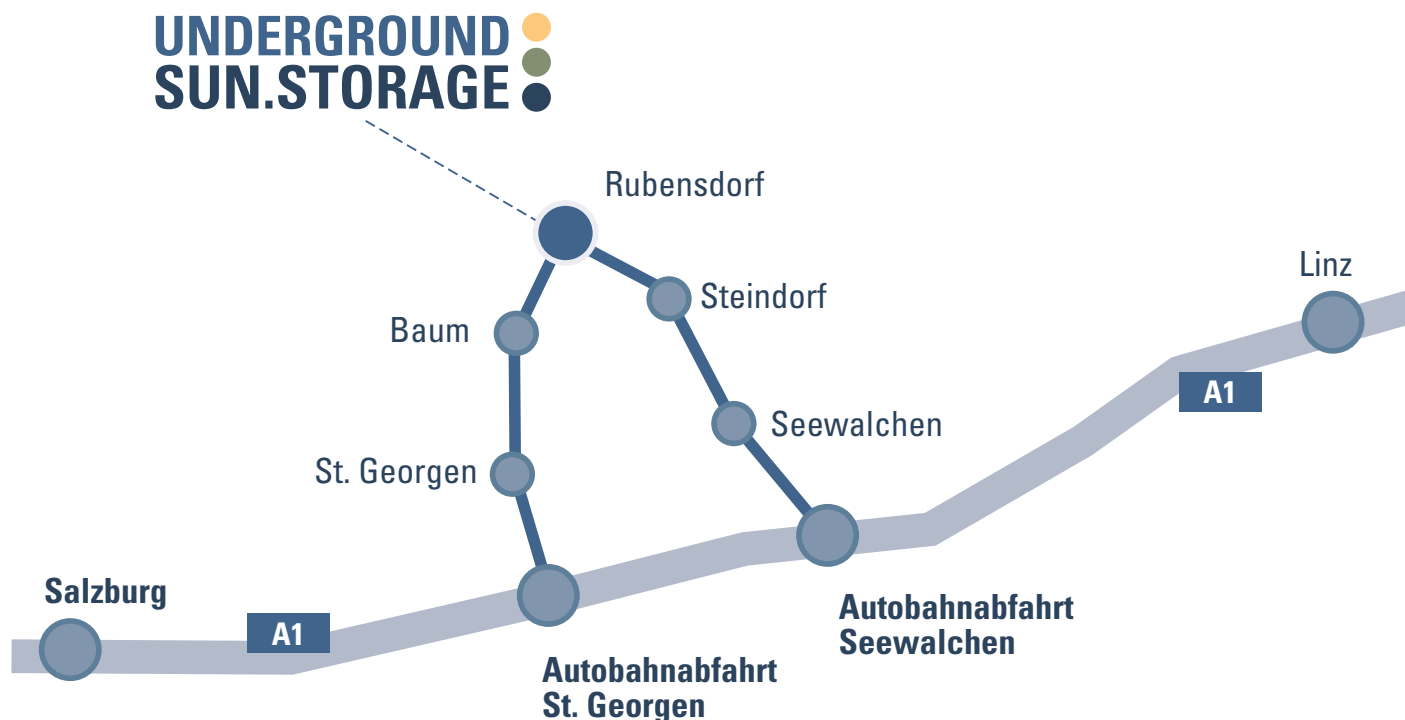 UNDERGROUND
SUN.STORAGE
Rubensdorf
Linz
Steindorf
Baum
A1
Seewalchen
St. Georgen
Salzburg
A1
Autobahnabfahrt
Seewalchen
Autobahnabfahrt
St. Georgen